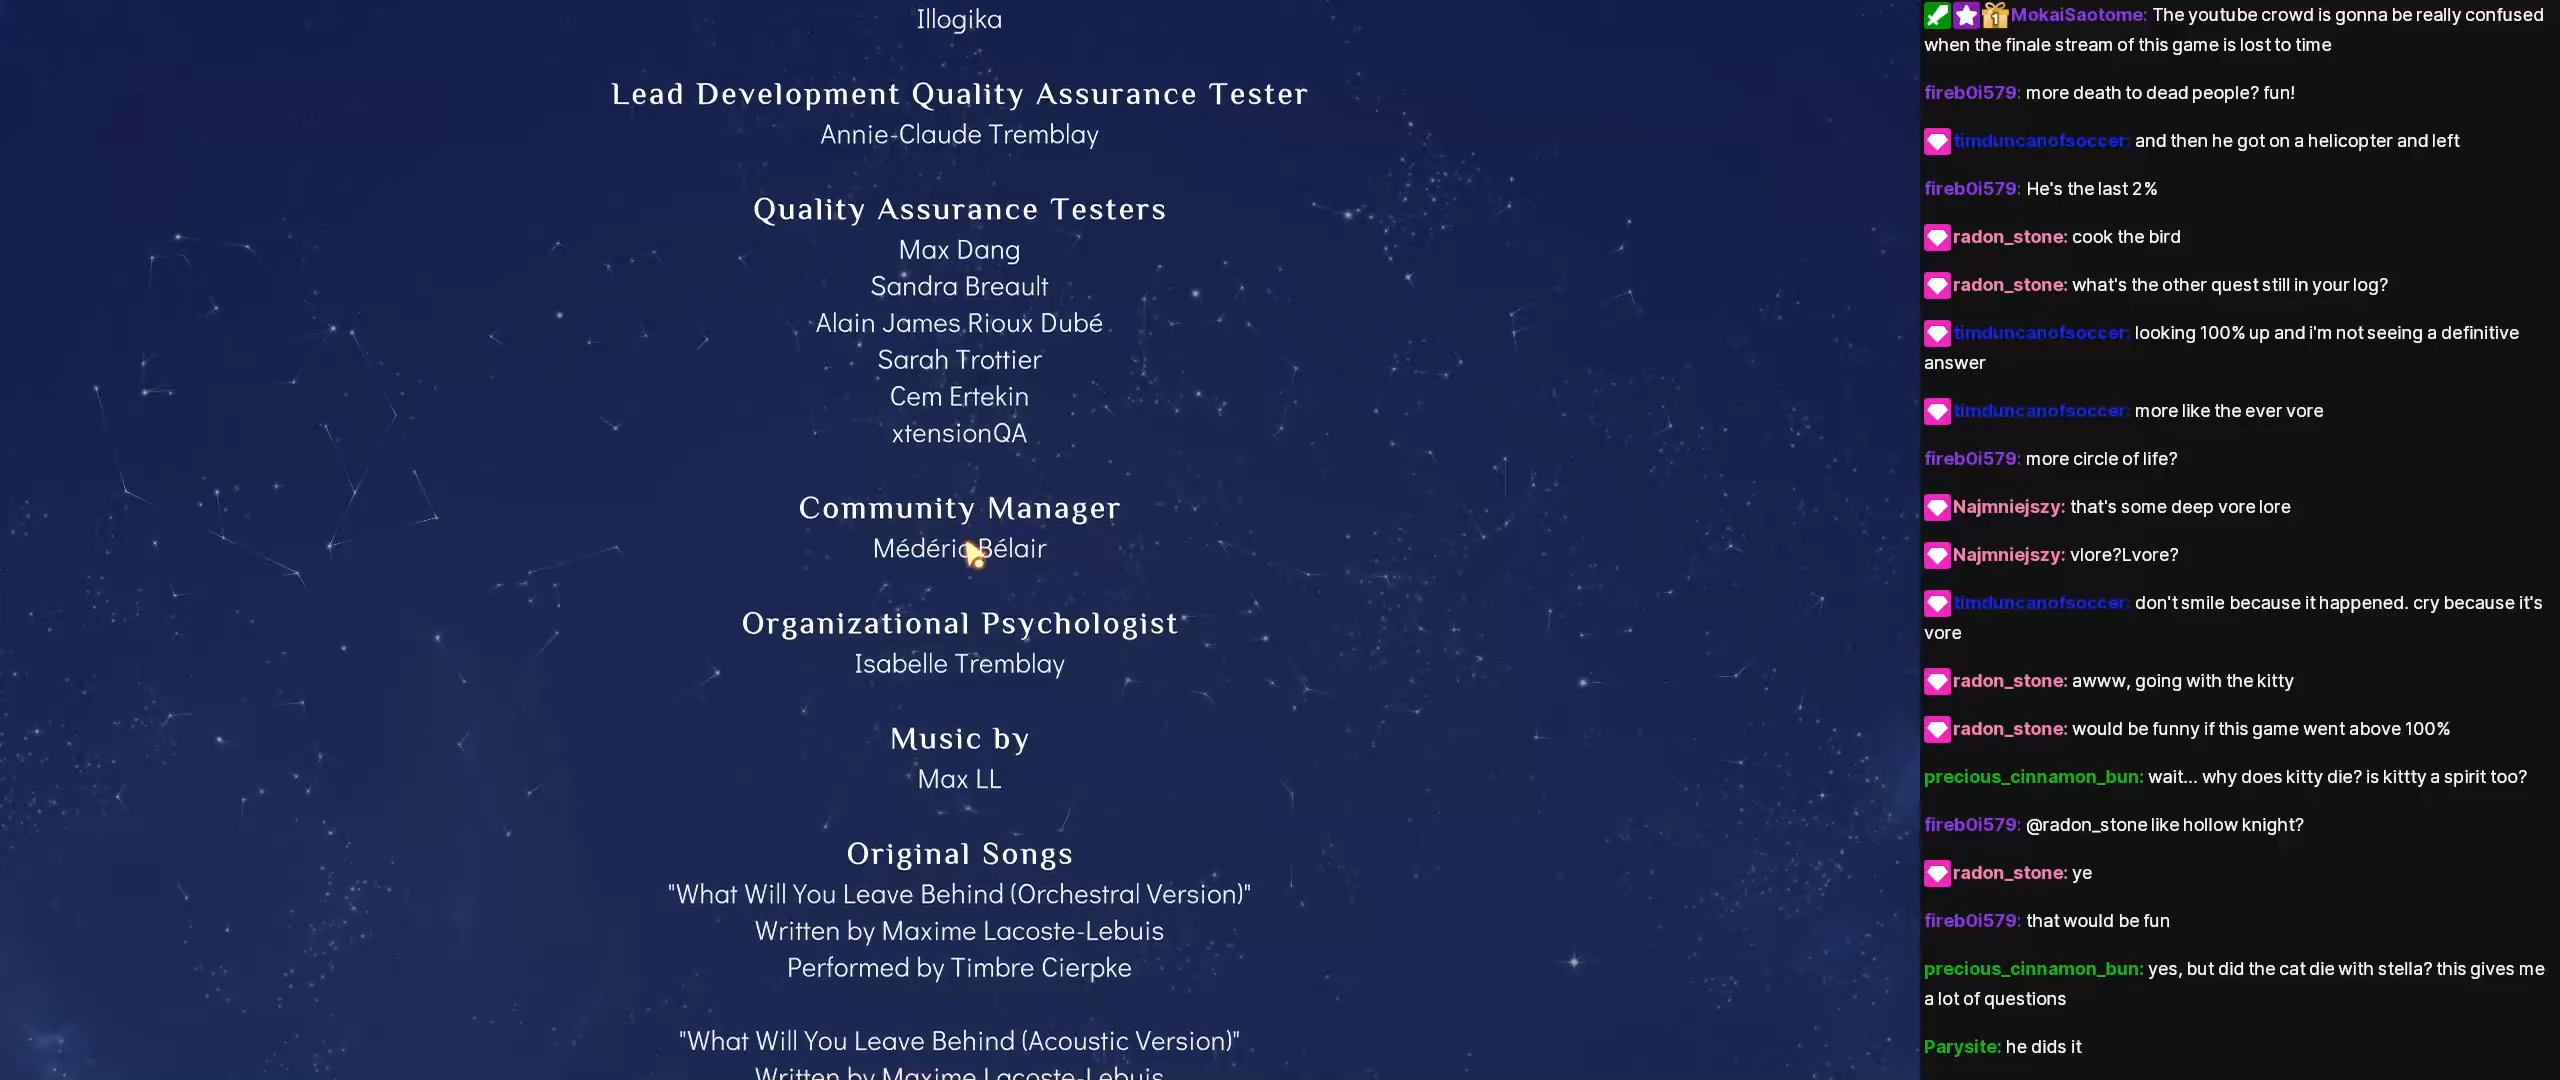 Illogika
Lead Development Quality Assurance Tester
Annie-Claude Tremblay
Quality Assurance Testers
Max Dang
Sandra Breault
Alain James Rioux Dubé
Sarah Trottier
Cem Ertekin
xtensionQA
Community Manager
Médéric Bélair
Organizational Psychologist
Isabelle Tremblay
Music by
Max LL
Original Songs
"What Will You Leave Behind (Orchestral Version)"
Written by Maxime Lacoste-Lebuis
Performed by Timbre Cierpke
"What Will You Leave Behind (Acoustic Version)"
Written by Maxime Lacoste-Lebuis
1
MokaiSaotome: The youtube crowd is gonna be really confused
when the finale stream of this game is lost to time
fireb0i579: more death to dead people? fun!
timduncanofsoccer: and then he got on a helicopter and left
fireb0i579: He's the last 2%
radon_stone: cook the bird
radon_stone: what's the other quest still in your log?
timduncanofsoccer: looking 100% up and i'm not seeing a definitive
answer
timduncanofsoccer: more like the ever vore
fireb0i579: more circle of life?
Najmniejszy: that's some deep vore lore
Najmniejszy: vlore?Lvore?
timduncanofsoccer: don't smile because it happened. cry because it's
vore
radon_stone: awww, going with the kitty
radon_stone: would be funny if this game went above 100%
precious_cinnamon_bun: wait... why does kitty die? is kittty a spirit too?
fireb0i579: @radon_stone like hollow knight?
radon_stone: ye
fireb0i579: that would be fun
precious_cinnamon_bun: yes, but did the cat die with stella? this gives me
a lot of questions
Parysite: he dids it